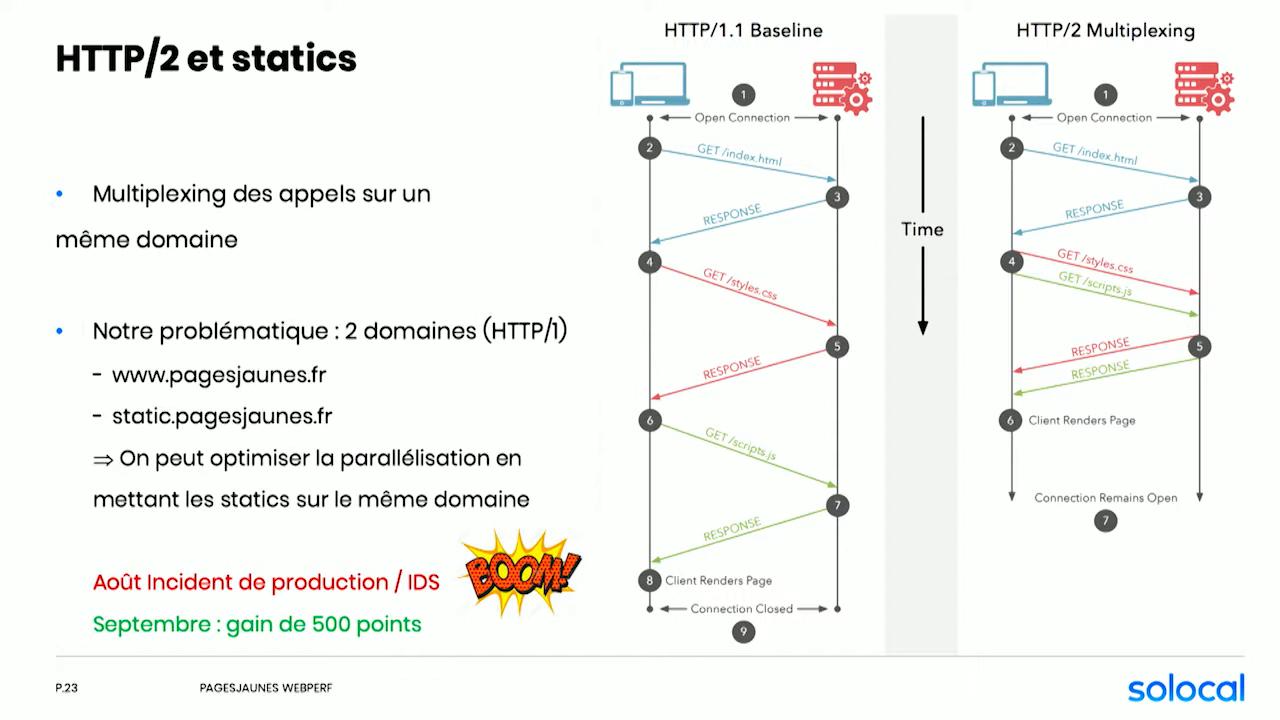 HTTP/2 et statics
• Multiplexing des appels sur un
même domaine
• Notre problématique : 2 domaines (HTTP/1)
- www.pagesjaunes.fr
- static.pagesjaunes.fr
⇒ On peut optimiser la parallélisation en
mettant les statics sur le même domaine
Août Incident de production / IDS
BOOM!
Septembre : gain de 500 points
HTTP/1.1 Baseline
1
Open Connection
2
GET /index.html
3
RESPONSE
4
GET /styles.css
5
RESPONSE
6
GET /scripts.js
7
RESPONSE
8 Client Renders Page
Connection Closed
9
Time
HTTP/2 Multiplexing
1
Open Connection
2
GET /index.html
3
RESPONSE
4
GET /styles.css
GET /scripts.js
5
RESPONSE
RESPONSE
6 Client Renders Page
Connection Remains Open
7
P.23
PAGESJAUNES WEBPERF
solocal